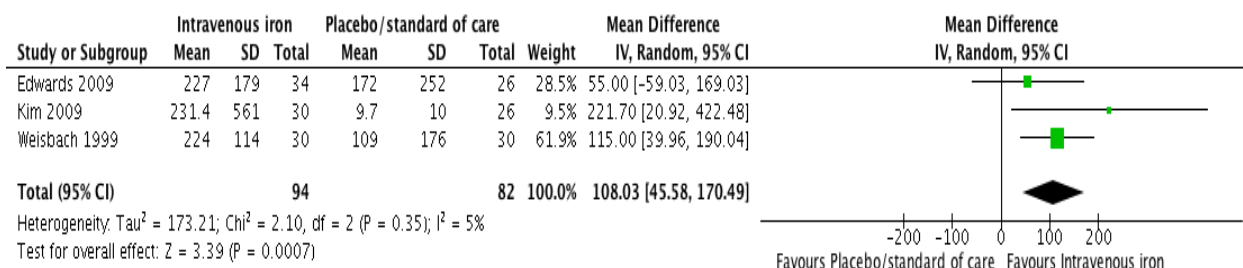 Intravenous iron Placebo/standard of care Mean Difference Mean Difference
Study or Subgroup Mean SD Total Mean SD Total Weight IV, Random, 95% CI IV, Random, 95% CI
Edwards 2009 227 179 34 172 252 26 28.5% 55.00 [-59.03, 169.03]
Kim 2009 231.4 561 30 9.7 10 26 9.5% 221.70 [20.92, 422.48]
Weisbach 1999 224 114 30 109 176 30 61.9% 115.00 [39.96, 190.04]
Total (95% CI) 94 82 100.0% 108.03 [45.58, 170.49]
Heterogeneity: Tau² = 173.21; Chi² = 2.10, df = 2 (P = 0.35); I² = 5%
Test for overall effect: Z = 3.39 (P = 0.0007)
-200 -100 0 100 200
Favours Placebo/standard of care Favours Intravenous iron